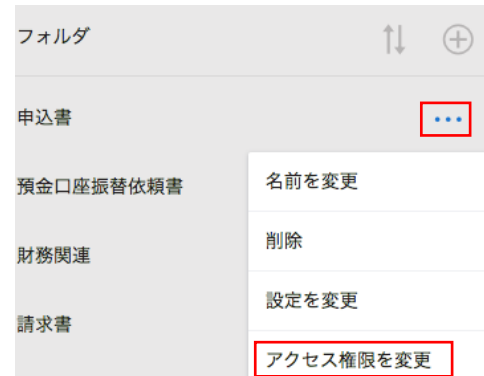 フォルダ
申込書
預金口座振替依頼書
財務関連
請求書
名前を変更
削除
設定を変更
アクセス権限を変更